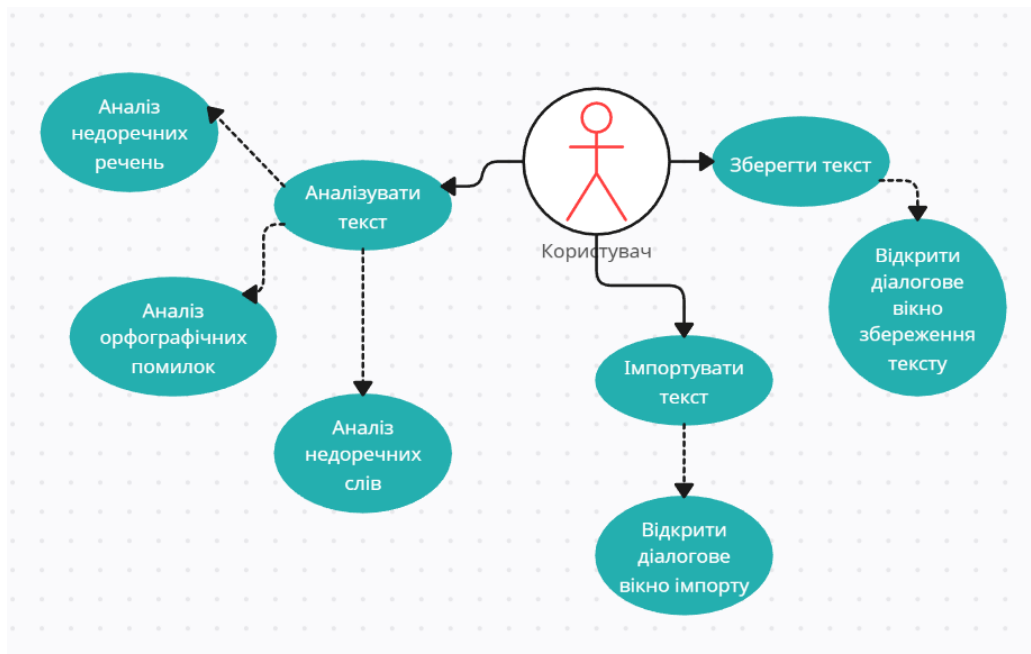 Аналіз
недоречних
речень
Аналізувати
текст
Аналіз
орфографічних
помилок
Аналіз
недоречних
слів
Користувач
Зберегти текст
Відкрити
діалогове
вікно
збереження
тексту
Імпортувати
текст
Відкрити
діалогове
вікно імпорту